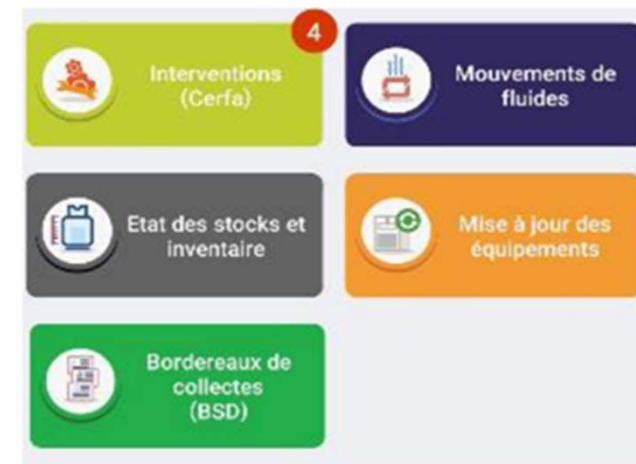 4
Interventions
(Cerfa)
Mouvements de
fluides
Etat des stocks et
inventaire
Mise à jour des
équipements
Bordereaux de
collectes
(BSD)